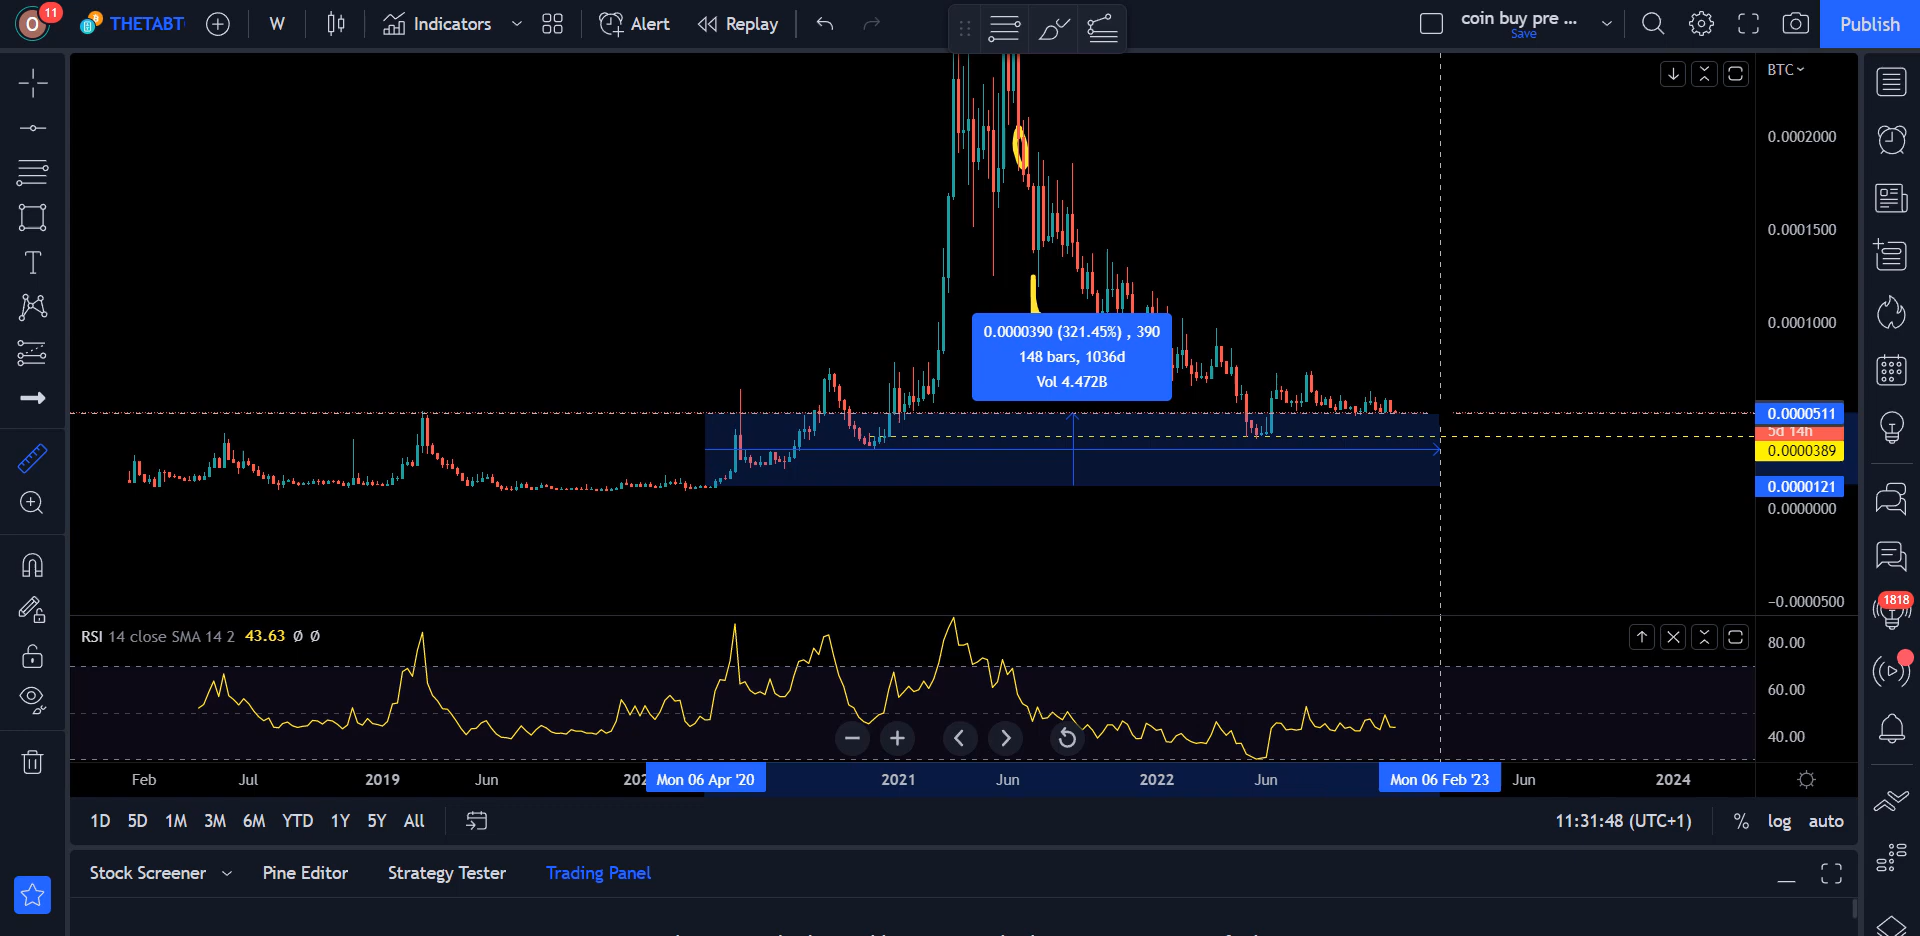 11
O
THETABT
W
Indicators
Alert
Replay
coin buy pre ...
Save
Publish
BTC
0.0002000
0.0001500
0.0001000
0.0000511
5d 14h
0.0000389
0.0000121
0.0000000
−0.0000500
0.0000390 (321.45%) , 390
148 bars, 1036d
Vol 4.472B
RSI 14 close SMA 14 2 43.63 Ø Ø
80.00
60.00
40.00
1818
Feb
Jul
2019
Jun
202
Mon 06 Apr '20
2021
Jun
2022
Jun
Mon 06 Feb '23
Jun
2024
1D 5D 1M 3M 6M YTD 1Y 5Y All
11:31:48 (UTC+1)
%
log
auto
Stock Screener
Pine Editor
Strategy Tester
Trading Panel